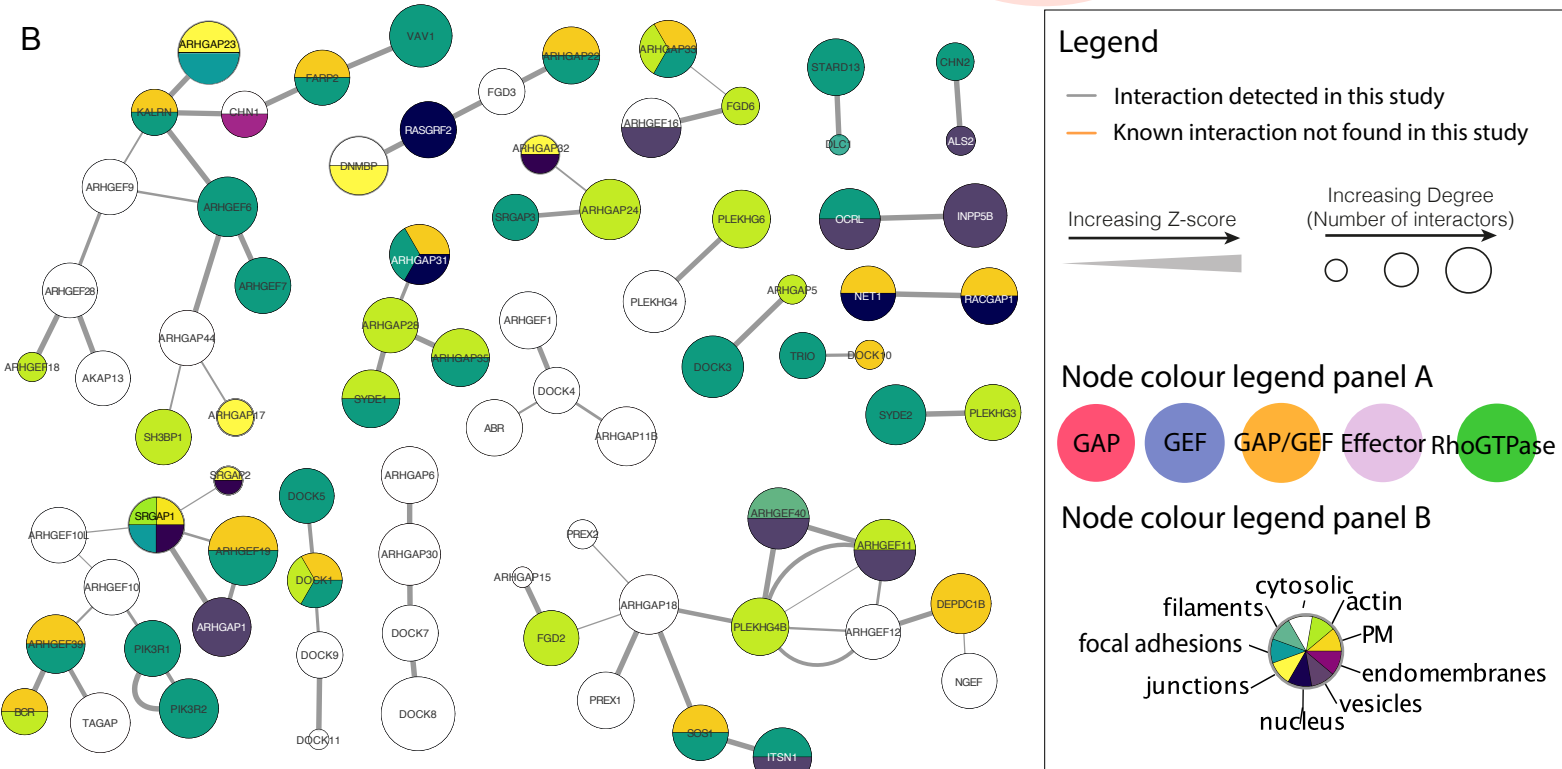 B
ARHGAP23
VAV1
FARP2
KALRN
CHN1
FGD3
ARHGAP22
RASGRF2
DNMBP
ARHGAP33
FGD6
ARHGEF16
STARD13
DLC1
CHN2
ALS2
ARHGAP32
SRGAP3
ARHGAP24
ARHGEF9
ARHGEF6
ARHGEF7
ARHGEF28
ARHGEF18
AKAP13
ARHGAP44
SH3BP1
ARHGAP17
PLEKHG6
PLEKHG4
OCRL
INPP5B
ARHGAP31
ARHGAP28
ARHGAP35
SYDE1
ARHGEF1
DOCK4
ABR
ARHGAP11B
ARHGAP5
DOCK3
NET1
RACGAP1
TRIO
DOCK10
SYDE2
PLEKHG3
SRGAP2
SRGAP1
ARHGEF10L
ARHGEF19
ARHGEF10
ARHGAP1
ARHGEF39
PIK3R1
PIK3R2
BCR
TAGAP
DOCK5
DOCK1
DOCK9
DOCK11
ARHGAP6
ARHGAP30
DOCK7
DOCK8
PREX2
ARHGAP15
FGD2
ARHGAP18
PREX1
SOS1
ITSN1
ARHGEF40
ARHGEF11
PLEKHG4B
ARHGEF12
DEPDC1B
NGEF
Legend
Interaction detected in this study
Known interaction not found in this study
Increasing Z-score
Increasing Degree
(Number of interactors)
Node colour legend panel A
GAP
GEF
GAP/GEF
Effector
RhoGTPase
Node colour legend panel B
cytosolic
actin
filaments
PM
focal adhesions
endomembranes
junctions
vesicles
nucleus